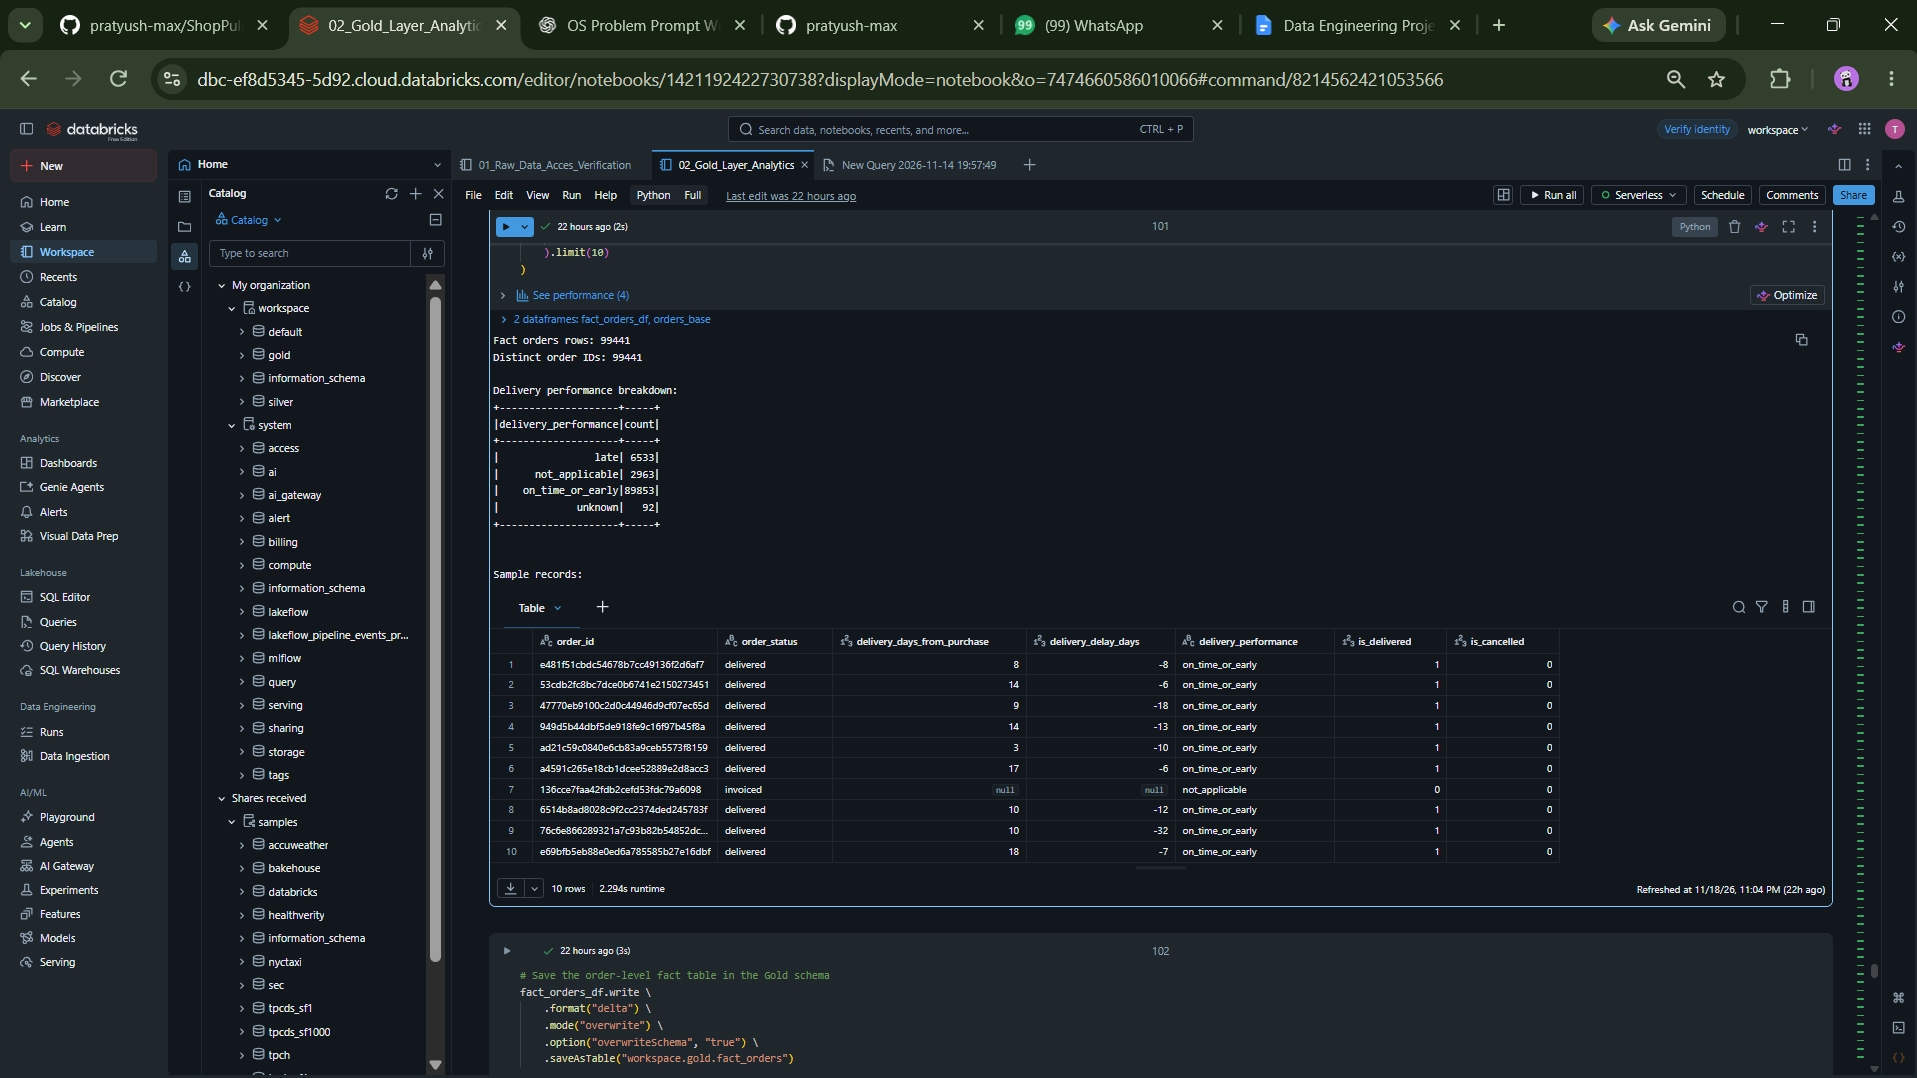 pratyush-max/ShopPul
02_Gold_Layer_Analytic
OS Problem Prompt W
pratyush-max
99
(99) WhatsApp
Data Engineering Proje
Ask Gemini
dbc-ef8d5345-5d92.cloud.databricks.com/editor/notebooks/1421192422730738?displayMode=notebook&o=7474660586010066#command/8214562421053566
databricks
Free Edition
Search data, notebooks, recents, and more...
CTRL + P
Verify identity
workspace
T
New
Home
Learn
Workspace
Recents
Catalog
Jobs & Pipelines
Compute
Discover
Marketplace
Analytics
Dashboards
Genie Agents
Alerts
Visual Data Prep
Lakehouse
SQL Editor
Queries
Query History
SQL Warehouses
Data Engineering
Runs
Data Ingestion
AI/ML
Playground
Agents
AI Gateway
Experiments
Features
Models
Serving
Home
Catalog
Catalog
Type to search
My organization
workspace
default
gold
information_schema
silver
system
access
ai
ai_gateway
alert
billing
compute
information_schema
lakeflow
lakeflow_pipeline_events_pr...
mlflow
query
serving
sharing
storage
tags
Shares received
samples
accuweather
bakehouse
databricks
healthverity
information_schema
nyctaxi
sec
tpcds_sf1
tpcds_sf1000
tpch
01_Raw_Data_Acces_Verification
02_Gold_Layer_Analytics
New Query 2026-11-14 19:57:49
File Edit View Run Help Python Full Last edit was 22 hours ago
Run all
Serverless
Schedule
Comments
Share
22 hours ago (2s)
101
Python
).limit(10)
)
See performance (4)
Optimize
2 dataframes: fact_orders_df, orders_base
Fact orders rows: 99441
Distinct order IDs: 99441
Delivery performance breakdown:
+--------------------+-----+
|delivery_performance|count|
+--------------------+-----+
| late| 6533|
| not_applicable| 2963|
| on_time_or_early|89853|
| unknown| 92|
+--------------------+-----+
Sample records:
Table
order_id order_status delivery_days_from_purchase delivery_delay_days delivery_performance is_delivered is_cancelled
1 e481f51cbdc54678b7cc49136f2d6af7 delivered 8 -8 on_time_or_early 1 0
2 53cdb2fc8bc7dce0b6741e2150273451 delivered 14 -6 on_time_or_early 1 0
3 47770eb9100c2d0c44946d9cf07ec65d delivered 9 -18 on_time_or_early 1 0
4 949d5b44dbf5de918fe9c16f97b45f8a delivered 14 -13 on_time_or_early 1 0
5 ad21c59c0840e6cb83a9ceb5573f8159 delivered 3 -10 on_time_or_early 1 0
6 a4591c265e18cb1dcee52889e2d8acc3 delivered 17 -6 on_time_or_early 1 0
7 136cce7faa42fdb2cefd53fdc79a6098 invoiced null null not_applicable 0 0
8 6514b8ad8028c9f2cc2374ded245783f delivered 10 -12 on_time_or_early 1 0
9 76c6e866289321a7c93b82b54852dc... delivered 10 -32 on_time_or_early 1 0
10 e69bfb5eb88e0ed6a785585b27e16dbf delivered 18 -7 on_time_or_early 1 0
10 rows
2.294s runtime
Refreshed at 11/18/26, 11:04 PM (22h ago)
22 hours ago (3s)
102
# Save the order-level fact table in the Gold schema
fact_orders_df.write \
.format("delta") \
.mode("overwrite") \
.option("overwriteSchema", "true") \
.saveAsTable("workspace.gold.fact_orders")